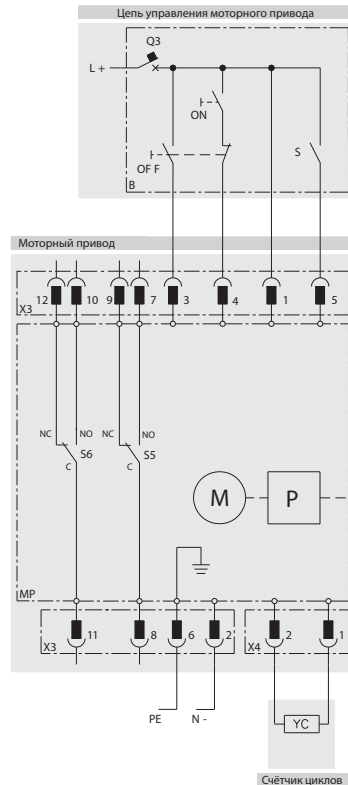 Цепь управления моторного привода
Q3
L +
ON
OF F
S
B
Моторный привод
12 10 9 7 3 4 1 5
X3
NC NO NC NO
S6 S5
C C
M P
MP
11 8 6 2 2 1
X3 X4
PE N -
YC
Счётчик циклов